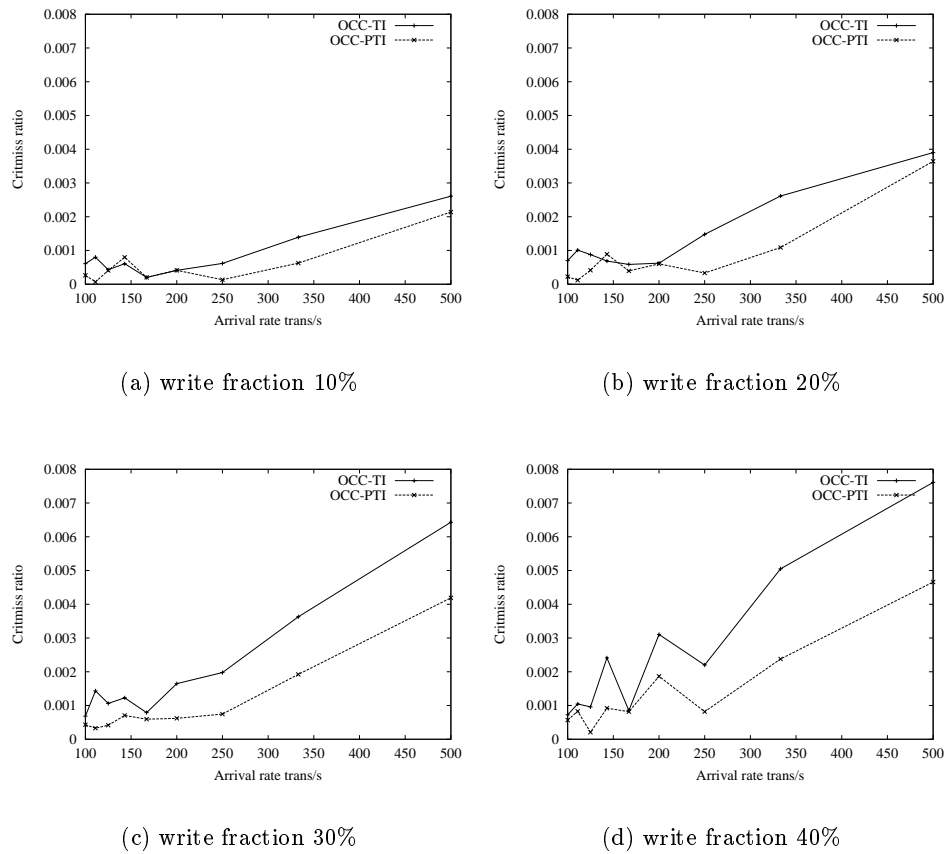 0.008
0.007
0.006
0.005
0.004
0.003
0.002
0.001
0
Critmiss ratio
OCC-TI
OCC-PTI
100 150 200 250 300 350 400 450 500
Arrival rate trans/s
(a) write fraction 10%
0.008
0.007
0.006
0.005
0.004
0.003
0.002
0.001
0
Critmiss ratio
OCC-TI
OCC-PTI
100 150 200 250 300 350 400 450 500
Arrival rate trans/s
(b) write fraction 20%
0.008
0.007
0.006
0.005
0.004
0.003
0.002
0.001
0
Critmiss ratio
OCC-TI
OCC-PTI
100 150 200 250 300 350 400 450 500
Arrival rate trans/s
(c) write fraction 30%
0.008
0.007
0.006
0.005
0.004
0.003
0.002
0.001
0
Critmiss ratio
OCC-TI
OCC-PTI
100 150 200 250 300 350 400 450 500
Arrival rate trans/s
(d) write fraction 40%